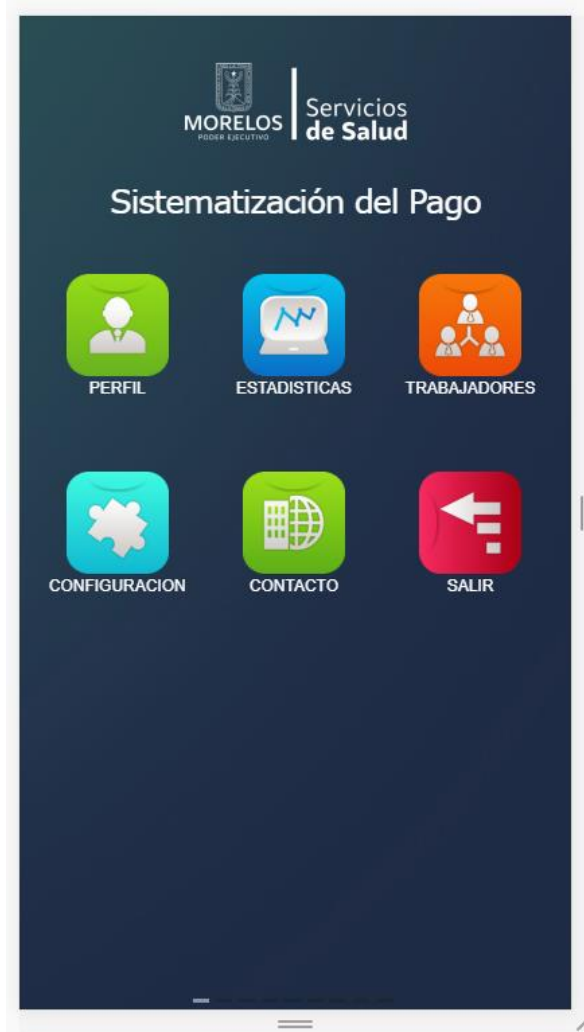 MORELOS
PODER EJECUTIVO
Servicios
de Salud
Sistematización del Pago
PERFIL
ESTADISTICAS
TRABAJADORES
CONFIGURACION
CONTACTO
SALIR